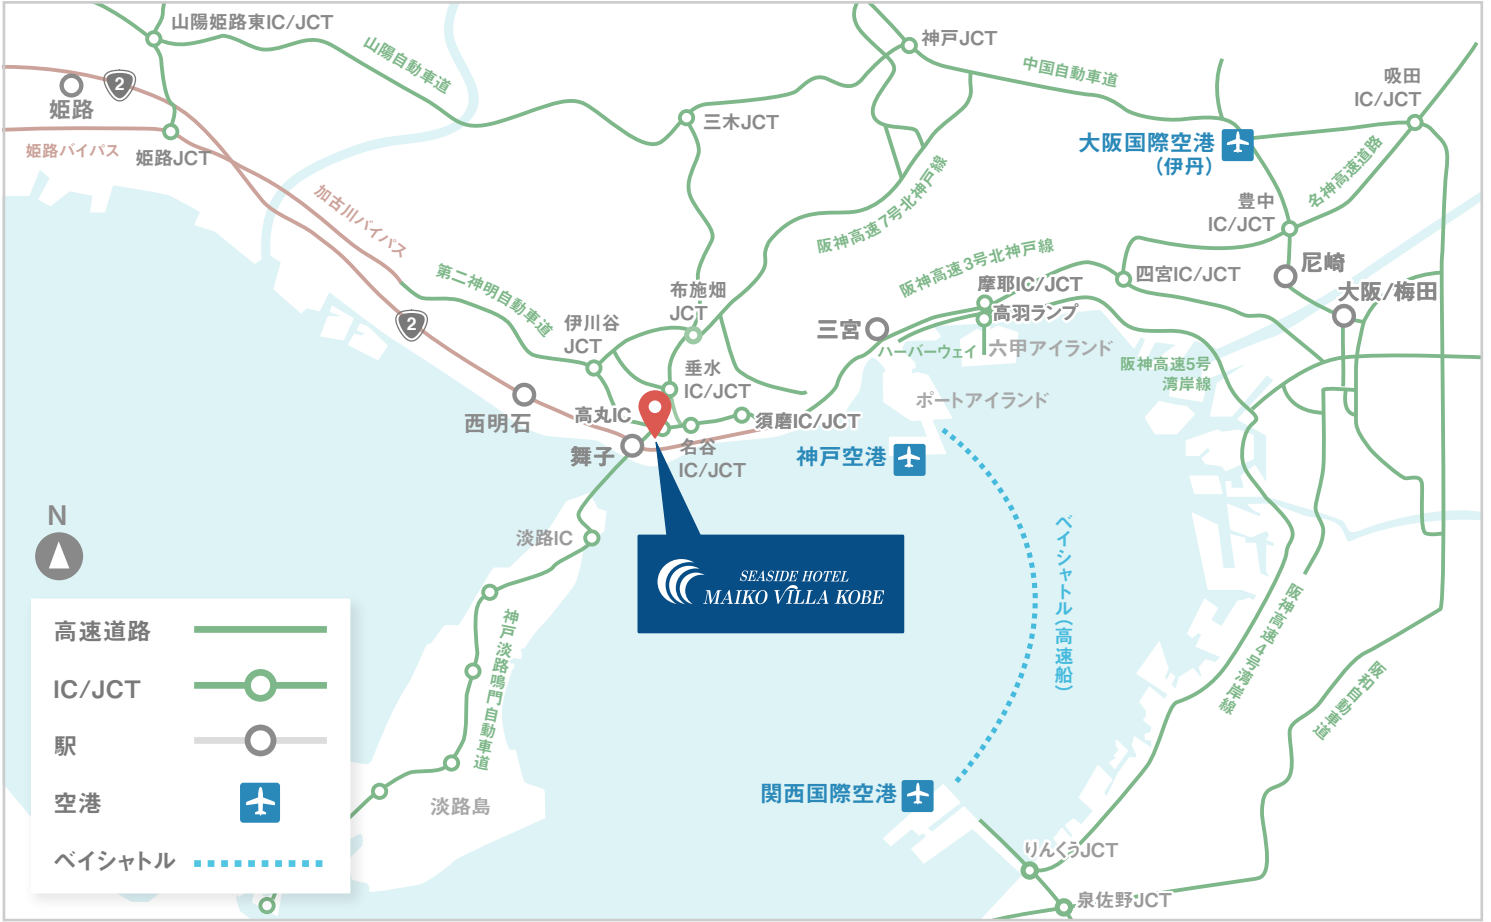 山陽姫路東IC/JCT
山陽自動車道
神戸JCT
中国自動車道
吸田
IC/JCT
2
姫路
三木JCT
大阪国際空港
(伊丹)
姫路バイパス
姫路JCT
名神高速道路
加古川バイパス
阪神高速7号北神戸線
豊中
IC/JCT
第二神明自動車道
阪神高速3号北神戸線
尼崎
四宮IC/JCT
大阪/梅田
布施畑
JCT
摩耶IC/JCT
高羽ランプ
2
伊川谷
JCT
三宮
ハーバーウェイ
六甲アイランド
阪神高速5号
湾岸線
垂水
IC/JCT
ポートアイランド
西明石
高丸IC
須磨IC/JCT
舞子
名谷
IC/JCT
神戸空港
N
淡路IC
ベイシャトル(高速船)
SEASIDE HOTEL
MAIKO VILLA KOBE
阪神高速4号湾岸線
神戸淡路鳴門自動車道
阪和自動車道
高速道路
IC/JCT
駅
空港
ベイシャトル
淡路島
関西国際空港
りんくうJCT
泉佐野JCT